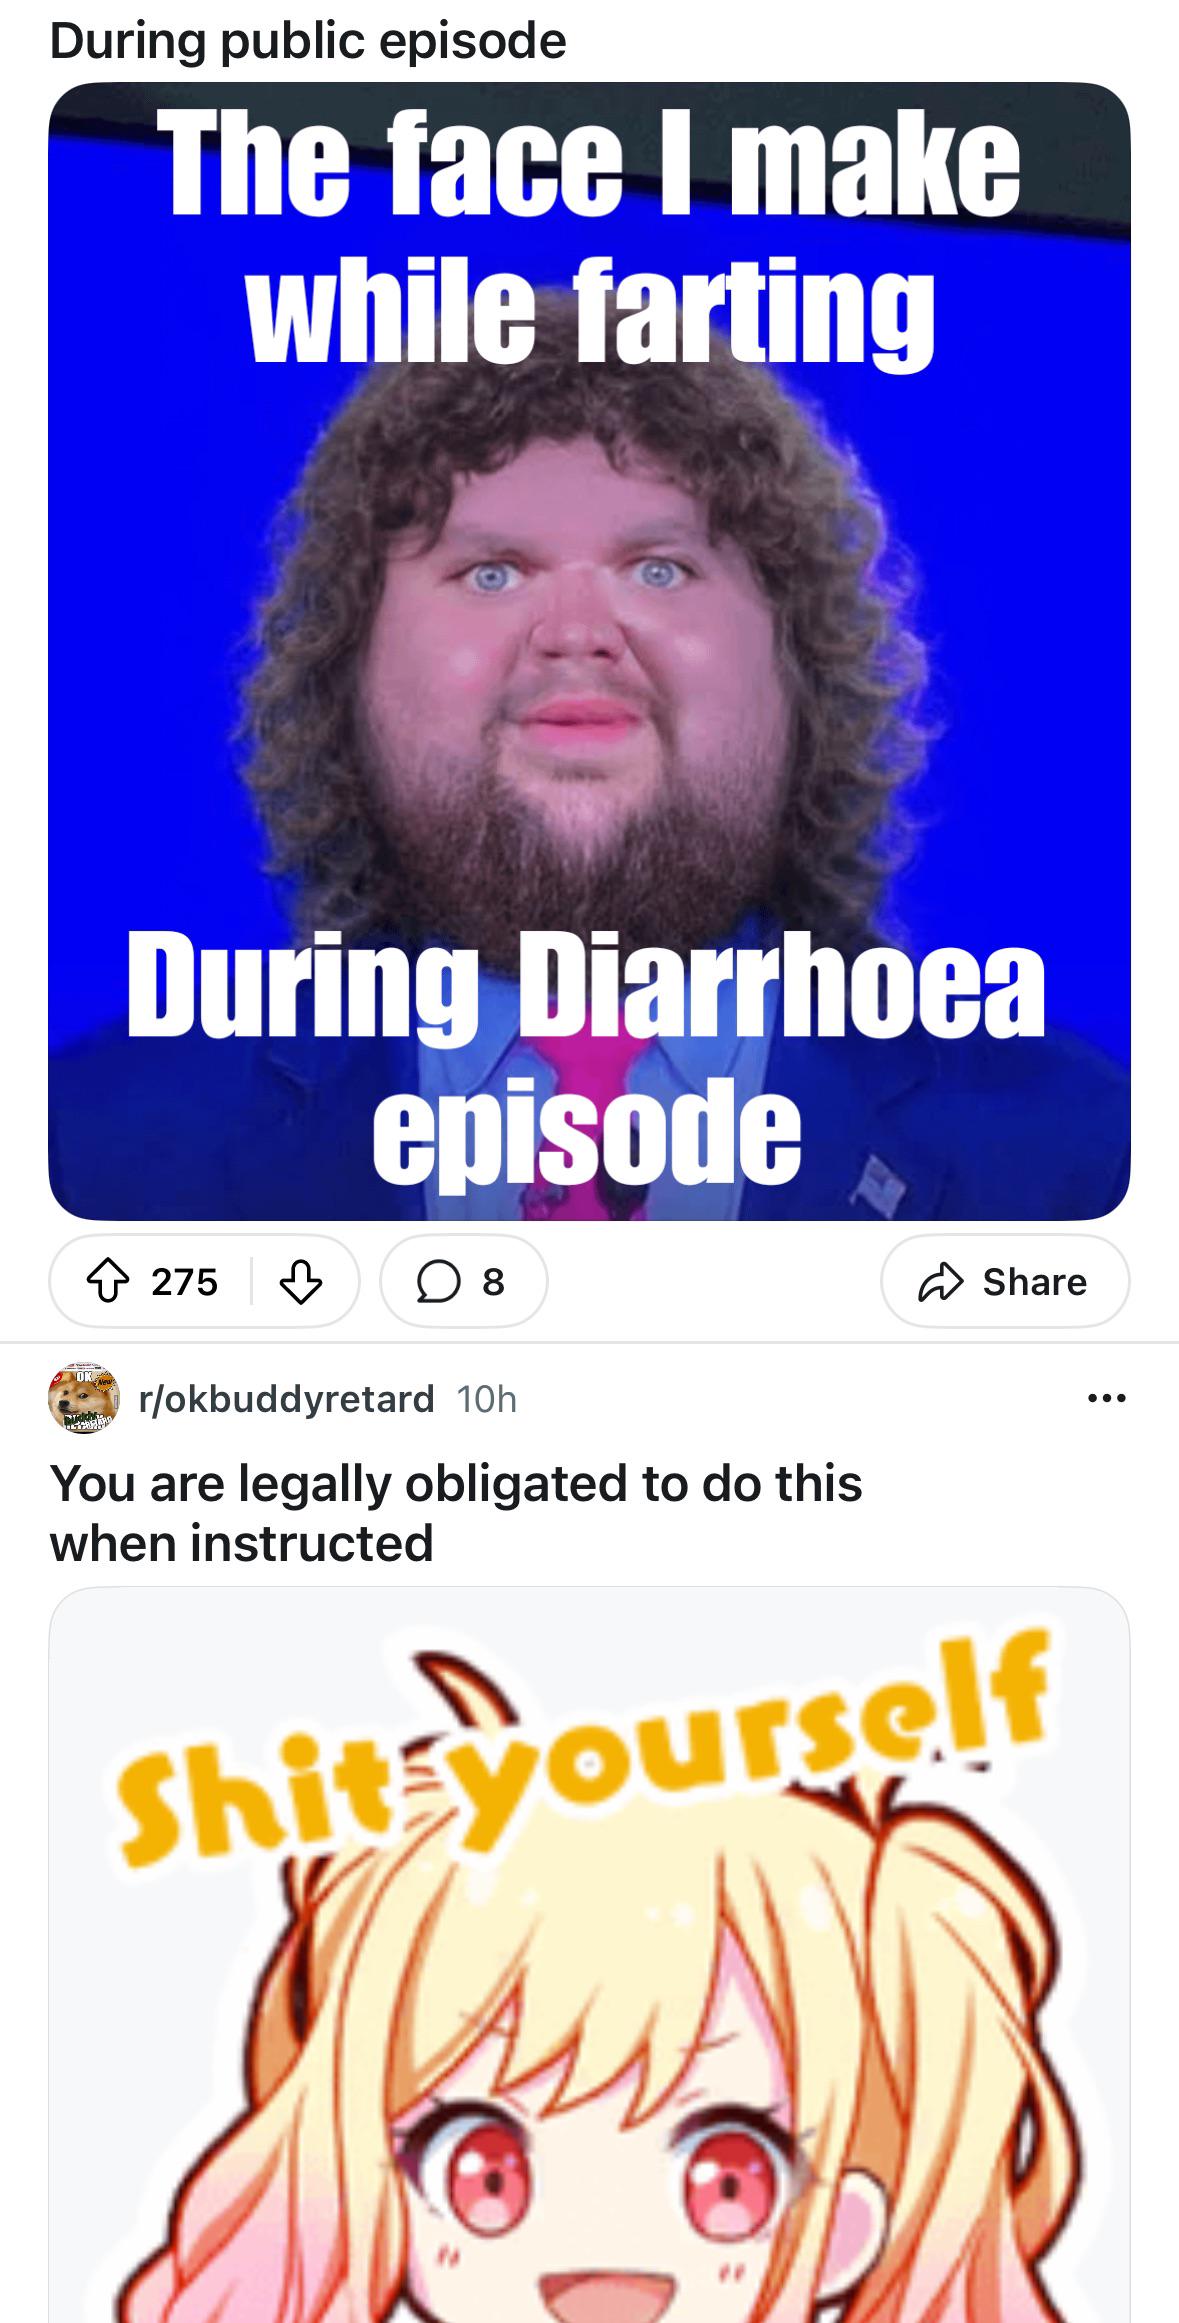 During public episode
The face I make
while farting
During Diarrhoea
episode
275
8
Share
r/okbuddyretard 10h
You are legally obligated to do this
when instructed
Shit yourself